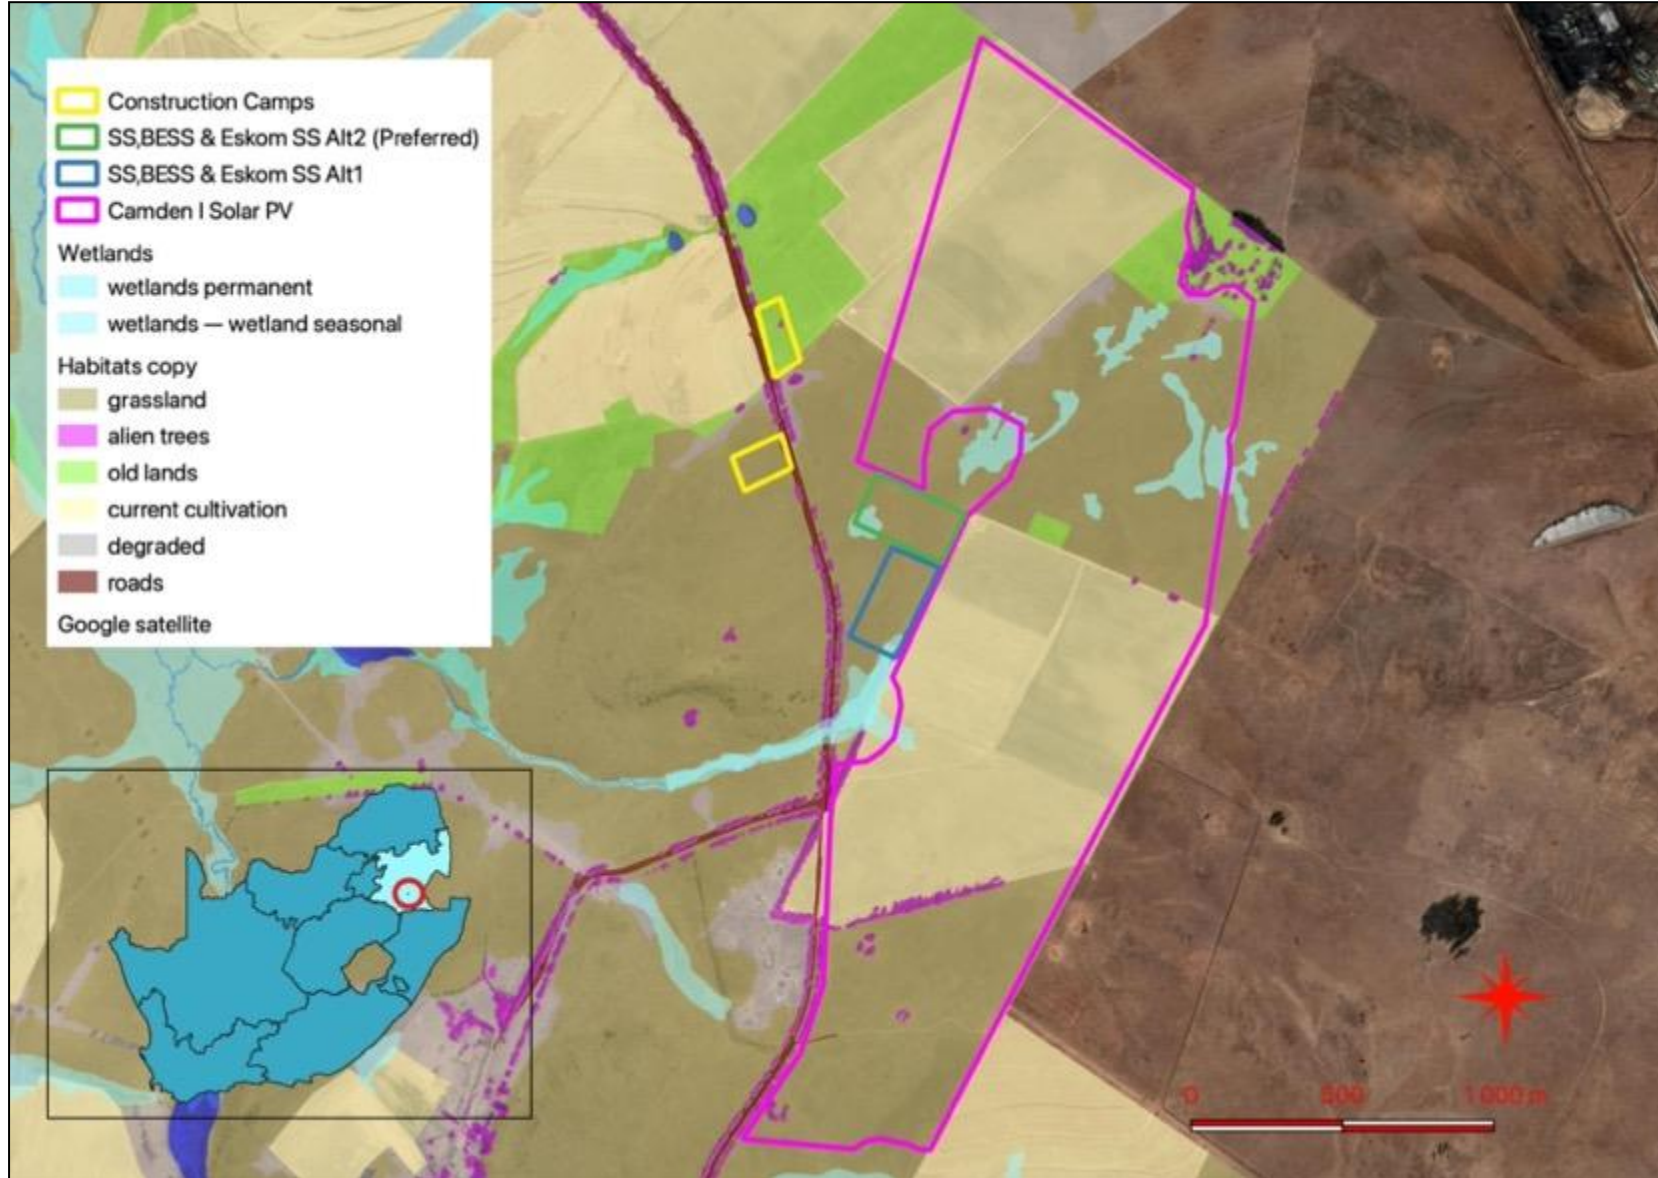 Construction Camps
SS,BESS & Eskom SS Alt2 (Preferred)
SS,BESS & Eskom SS Alt1
Camden I Solar PV
Wetlands
wetlands permanent
wetlands — wetland seasonal
Habitats copy
grassland
alien trees
old lands
current cultivation
degraded
roads
Google satellite
0 500 1 000 m